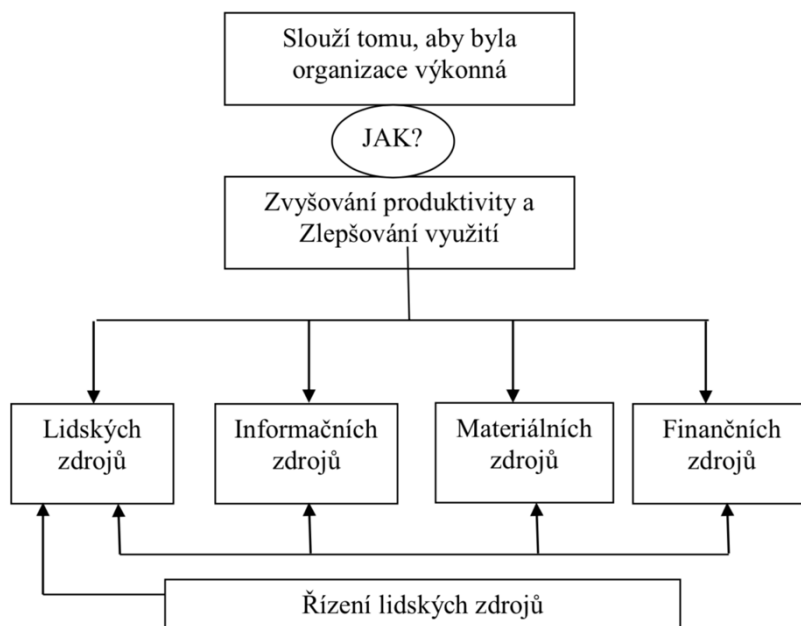 Slouží tomu, aby byla
organizace výkonná
JAK?
Zvyšování produktivity a
Zlepšování využití
Lidských
zdrojů
Informačních
zdrojů
Materiálních
zdrojů
Finančních
zdrojů
Řízení lidských zdrojů